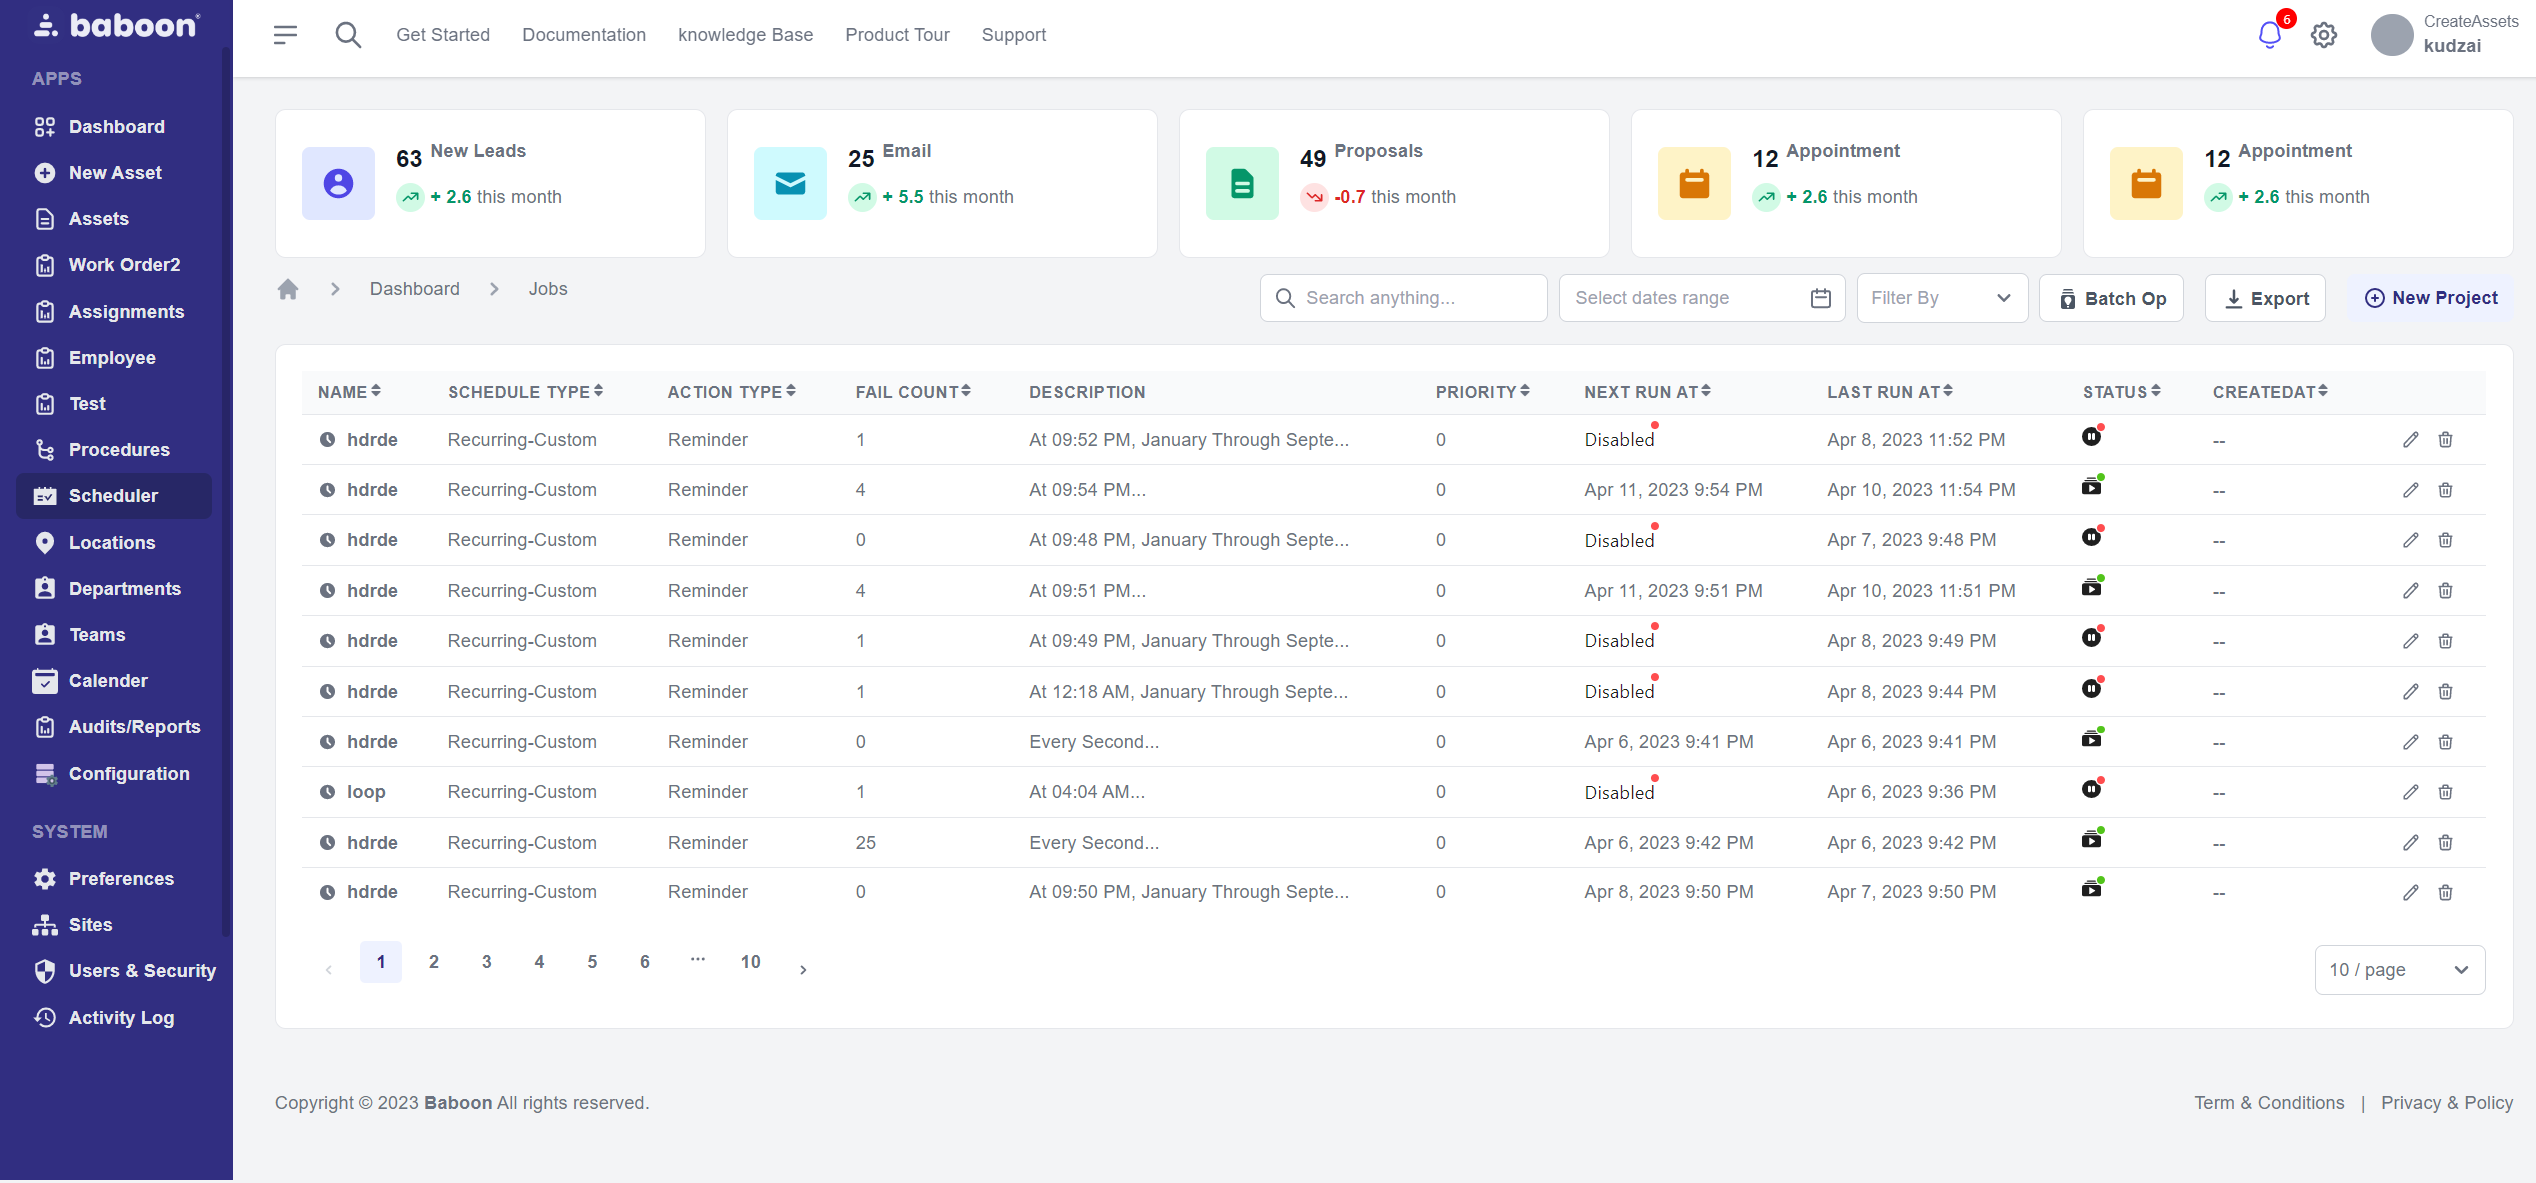 baboon
APPS
Dashboard
New Asset
Assets
Work Order2
Assignments
Employee
Test
Procedures
Scheduler
Locations
Departments
Teams
Calender
Audits/Reports
Configuration
SYSTEM
Preferences
Sites
Users & Security
Activity Log
Get Started Documentation knowledge Base Product Tour Support
6
CreateAssets
kudzai
63 New Leads
+ 2.6 this month
25 Email
+ 5.5 this month
49 Proposals
-0.7 this month
12 Appointment
+ 2.6 this month
12 Appointment
+ 2.6 this month
Dashboard Jobs
Search anything... Select dates range Filter By Batch Op Export New Project
NAME SCHEDULE TYPE ACTION TYPE FAIL COUNT DESCRIPTION PRIORITY NEXT RUN AT LAST RUN AT STATUS CREATEDAT
hdrde Recurring-Custom Reminder 1 At 09:52 PM, January Through Septe... 0 Disabled Apr 8, 2023 11:52 PM --
hdrde Recurring-Custom Reminder 4 At 09:54 PM... 0 Apr 11, 2023 9:54 PM Apr 10, 2023 11:54 PM --
hdrde Recurring-Custom Reminder 0 At 09:48 PM, January Through Septe... 0 Disabled Apr 7, 2023 9:48 PM --
hdrde Recurring-Custom Reminder 4 At 09:51 PM... 0 Apr 11, 2023 9:51 PM Apr 10, 2023 11:51 PM --
hdrde Recurring-Custom Reminder 1 At 09:49 PM, January Through Septe... 0 Disabled Apr 8, 2023 9:49 PM --
hdrde Recurring-Custom Reminder 1 At 12:18 AM, January Through Septe... 0 Disabled Apr 8, 2023 9:44 PM --
hdrde Recurring-Custom Reminder 0 Every Second... 0 Apr 6, 2023 9:41 PM Apr 6, 2023 9:41 PM --
loop Recurring-Custom Reminder 1 At 04:04 AM... 0 Disabled Apr 6, 2023 9:36 PM --
hdrde Recurring-Custom Reminder 25 Every Second... 0 Apr 6, 2023 9:42 PM Apr 6, 2023 9:42 PM --
hdrde Recurring-Custom Reminder 0 At 09:50 PM, January Through Septe... 0 Apr 8, 2023 9:50 PM Apr 7, 2023 9:50 PM --
1 2 3 4 5 6 ... 10
10 / page
Copyright © 2023 Baboon All rights reserved.
Term & Conditions | Privacy & Policy